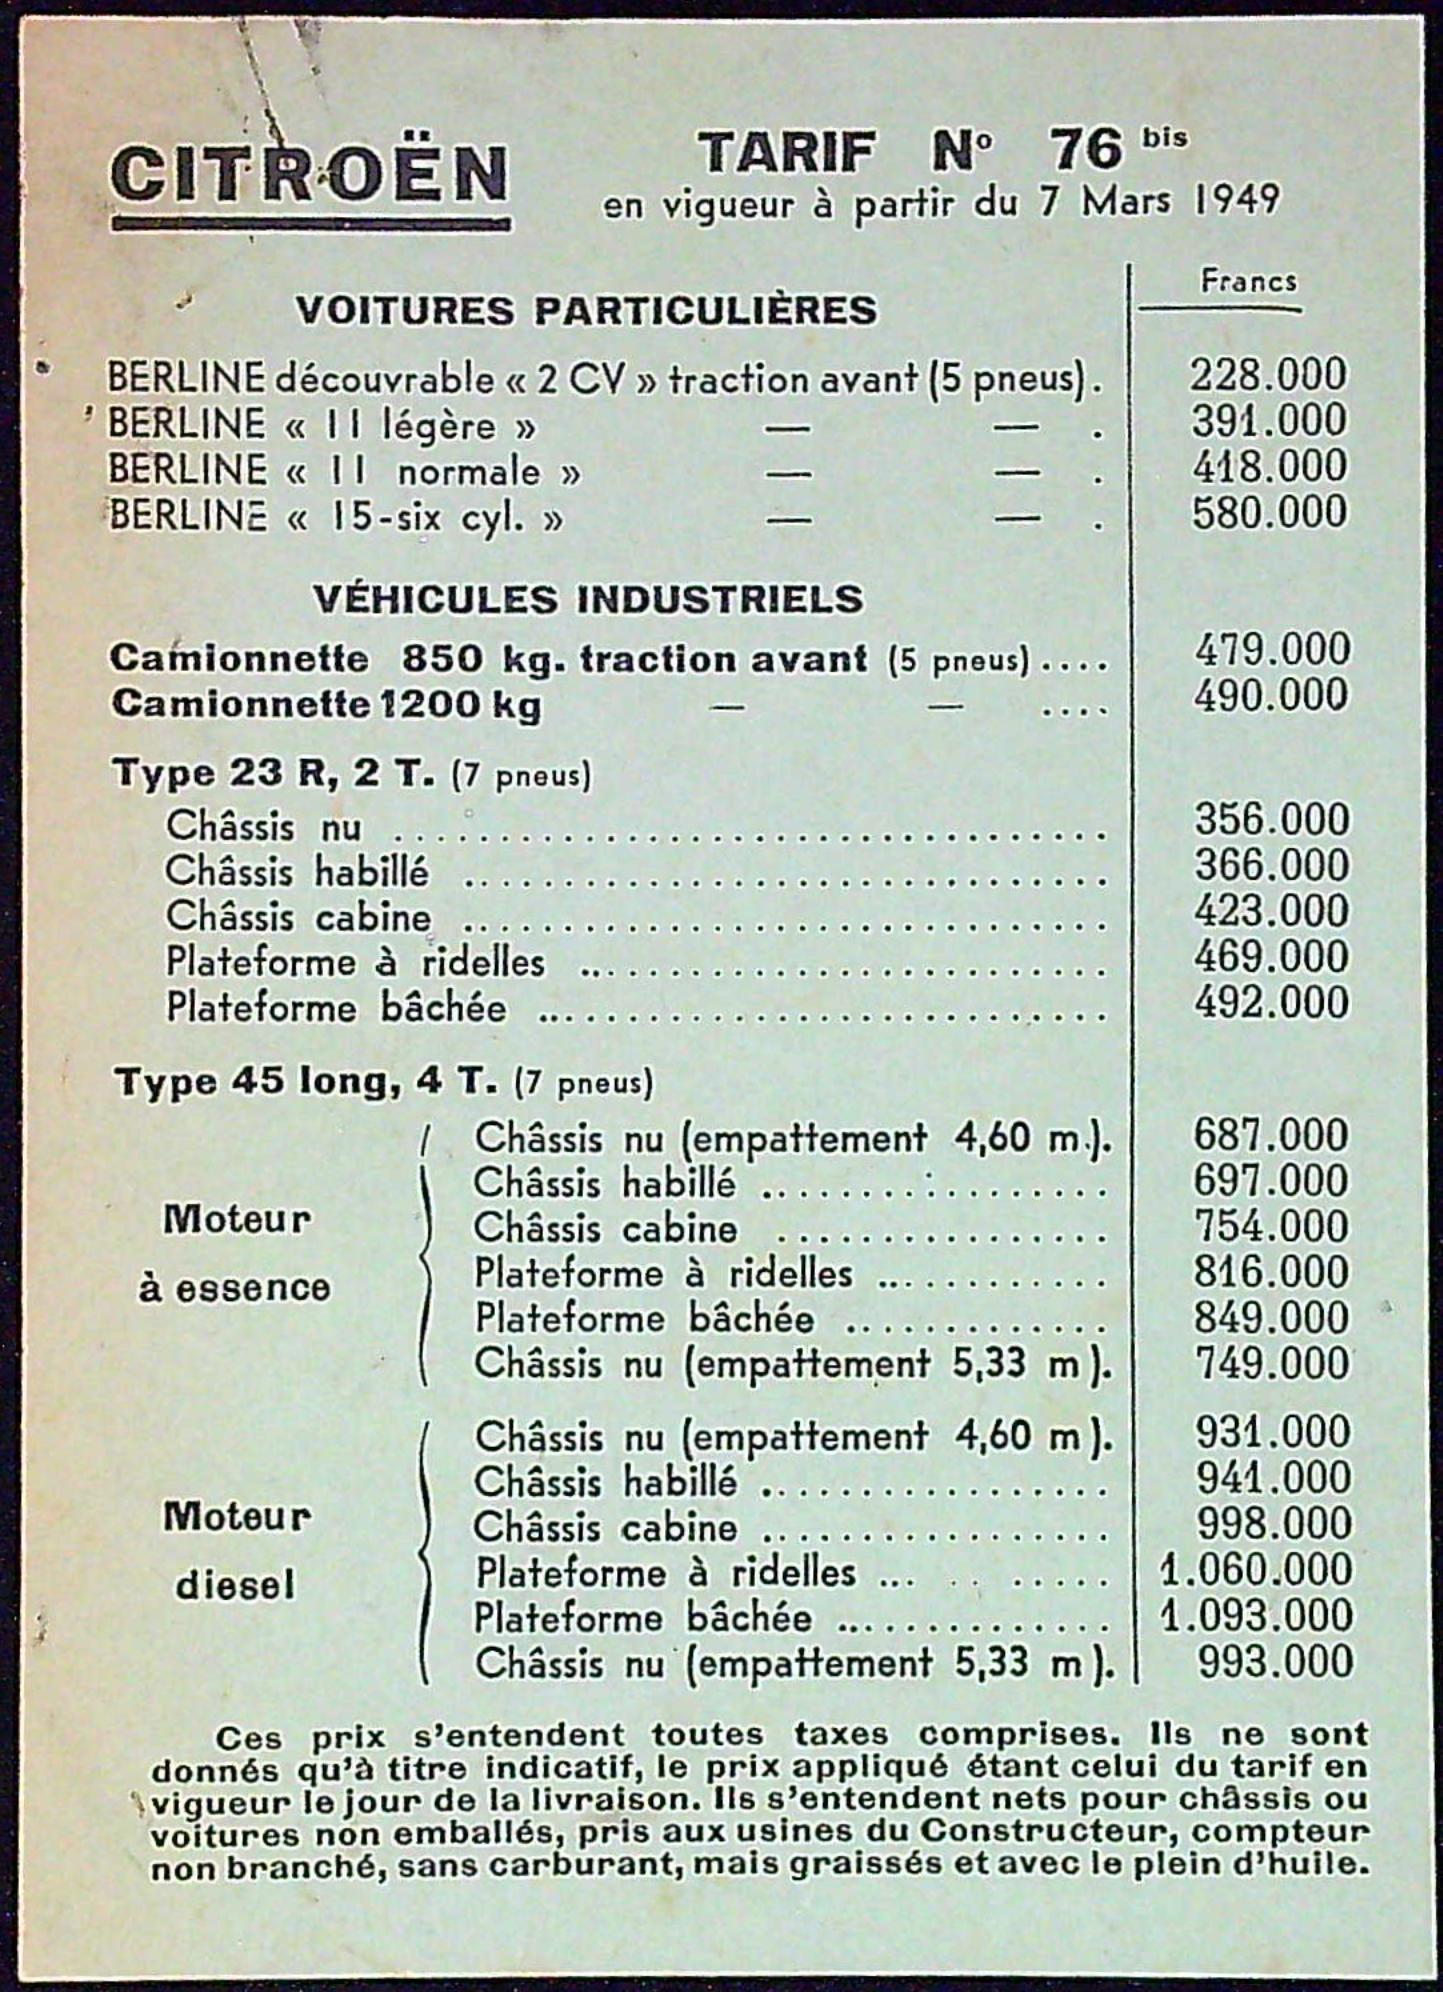 CITROËN
TARIF Nº 76 bis
en vigueur à partir du 7 Mars 1949
Francs
VOITURES PARTICULIÈRES
BERLINE découvrable « 2 CV » traction avant (5 pneus). 228.000
BERLINE « 11 légère » — — . 391.000
BERLINE « 11 normale » — — . 418.000
BERLINE « 15-six cyl. » — — . 580.000
VÉHICULES INDUSTRIELS
Camionnette 850 kg. traction avant (5 pneus) .... 479.000
Camionnette 1200 kg — — .... 490.000
Type 23 R, 2 T. (7 pneus)
Châssis nu ........ 356.000
Châssis habillé ........ 366.000
Châssis cabine ........ 423.000
Plateforme à ridelles ........ 469.000
Plateforme bâchée ........ 492.000
Type 45 long, 4 T. (7 pneus)
Moteur
à essence
Châssis nu (empattement 4,60 m.). 687.000
Châssis habillé ........ 697.000
Châssis cabine ........ 754.000
Plateforme à ridelles ........ 816.000
Plateforme bâchée ........ 849.000
Châssis nu (empattement 5,33 m). 749.000
Moteur
diesel
Châssis nu (empattement 4,60 m). 931.000
Châssis habillé ........ 941.000
Châssis cabine ........ 998.000
Plateforme à ridelles ........ 1.060.000
Plateforme bâchée ........ 1.093.000
Châssis nu (empattement 5,33 m). 993.000
Ces prix s'entendent toutes taxes comprises. Ils ne sont
donnés qu'à titre indicatif, le prix appliqué étant celui du tarif en
vigueur le jour de la livraison. Ils s'entendent nets pour châssis ou
voitures non emballés, pris aux usines du Constructeur, compteur
non branché, sans carburant, mais graissés et avec le plein d'huile.